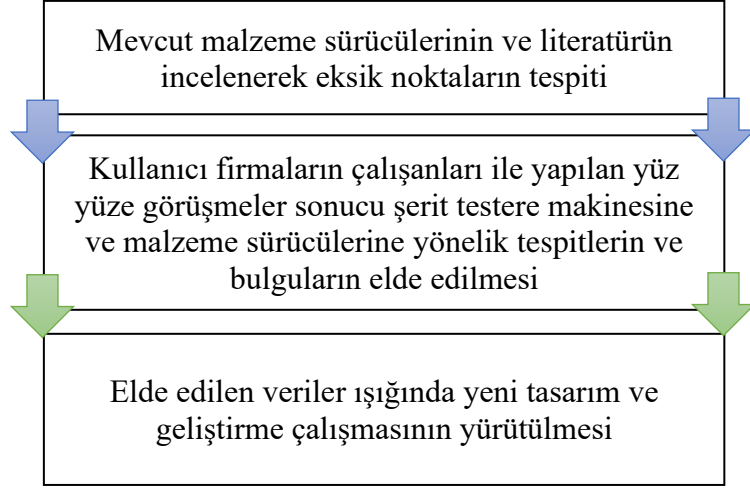 Mevcut malzeme sürücülerinin ve literatürün
incelenerek eksik noktaların tespiti
Kullanıcı firmaların çalışanları ile yapılan yüz
yüze görüşmeler sonucu şerit testere makinesine
ve malzeme sürücülerine yönelik tespitlerin ve
bulguların elde edilmesi
Elde edilen veriler ışığında yeni tasarım ve
geliştirme çalışmasının yürütülmesi